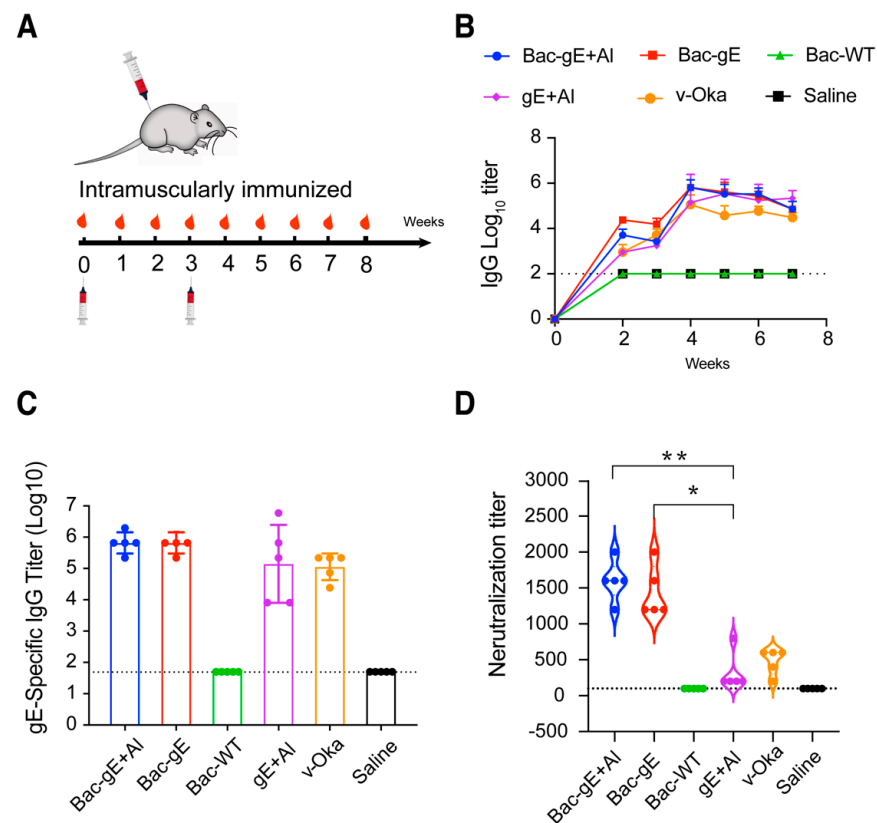 A
Intramuscularly immunized
Weeks
0 1 2 3 4 5 6 7 8
B
Bac-gE+Al Bac-gE Bac-WT
gE+Al v-Oka Saline
IgG Log10 titer
8
6
4
2
0
0 2 4 6 8
Weeks
C
gE-Specific IgG Titer (Log10)
7
6
5
4
3
2
1
0
Bac-gE+Al
Bac-gE
Bac-WT
gE+Al
v-Oka
Saline
D
Nerutralization titer
**
*
3000
2500
2000
1500
1000
500
0
-500
Bac-gE+Al
Bac-gE
Bac-WT
gE+Al
v-Oka
Saline